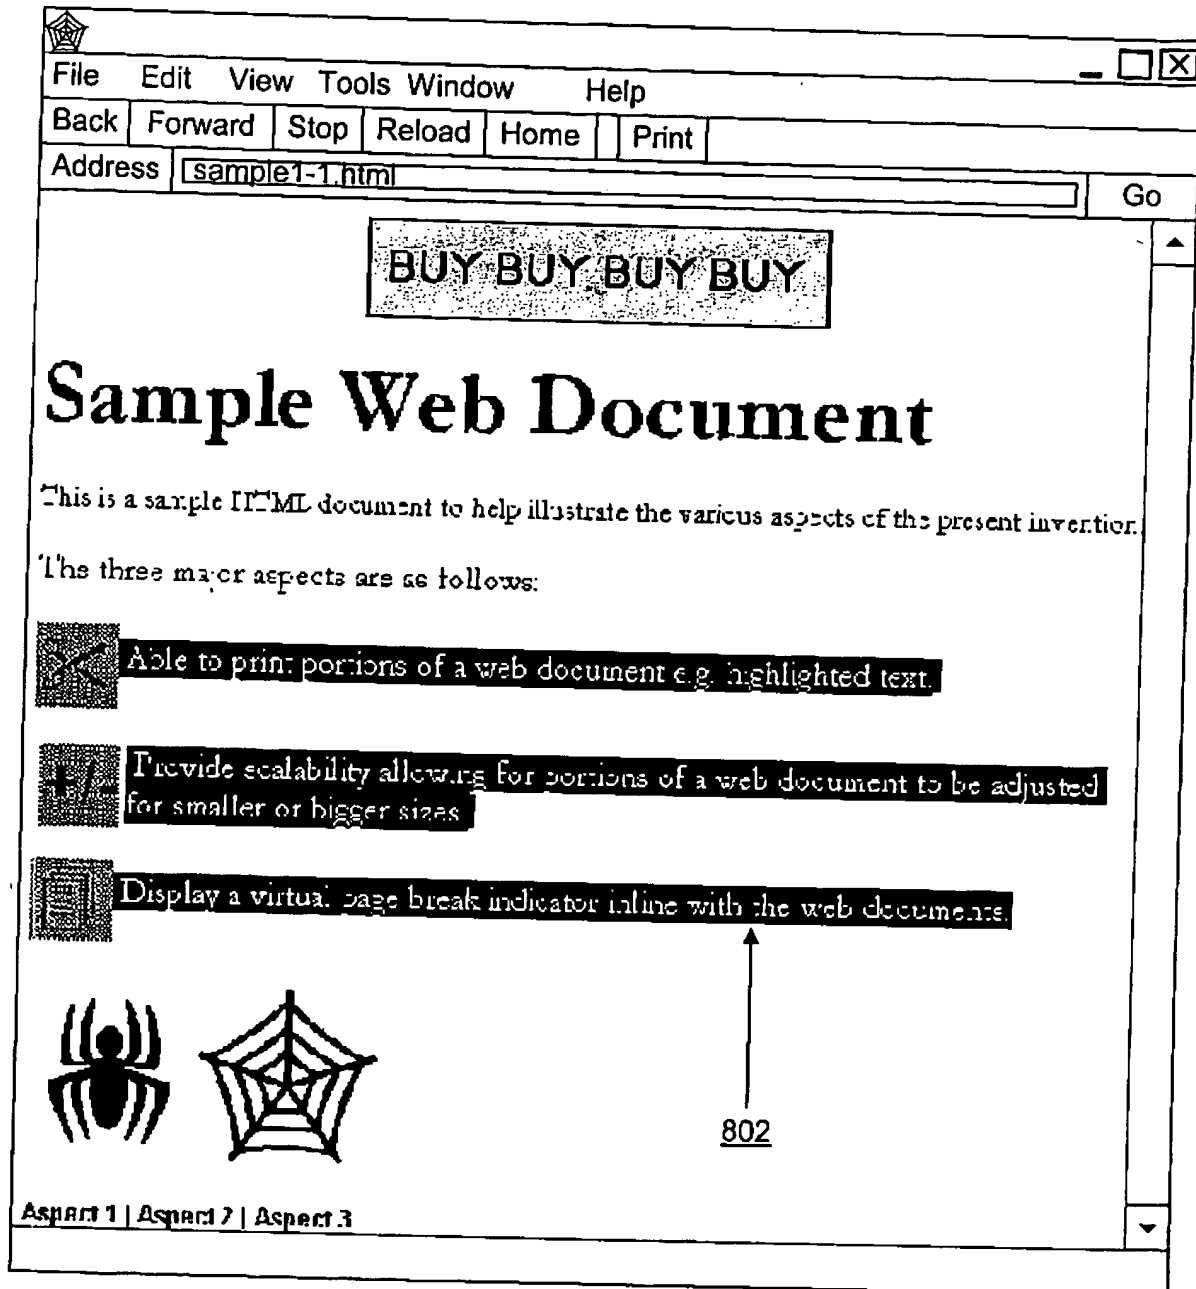 File Edit View Tools Window Help
Back Forward Stop Reload Home Print
Address sample1-1.html Go
BUY BUY BUY BUY
Sample Web Document
This is a sample HTML document to help illustrate the various aspects of the present invention.
The three major aspects are as follows:
Able to print portions of a web document e.g. highlighted text.
+/- Provide scalability allowing for portions of a web document to be adjusted
for smaller or bigger sizes
Display a virtual page break indicator inline with the web documents.
802
Aspect 1 | Aspect 2 | Aspect 3